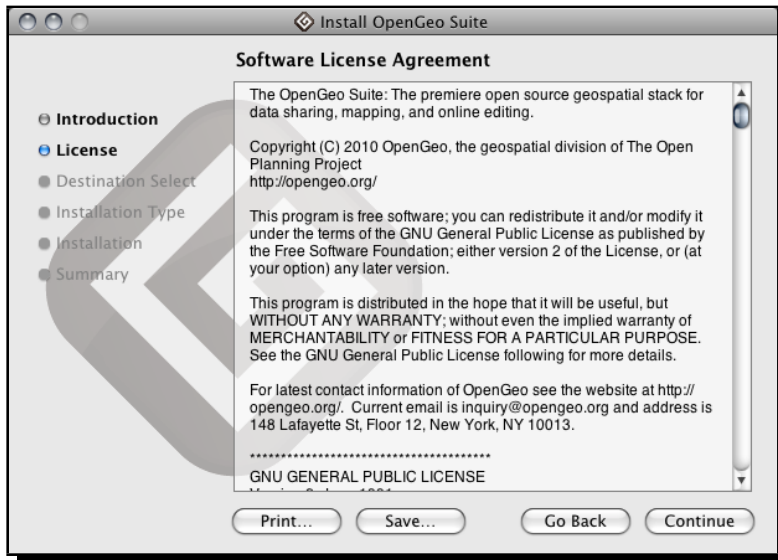 Install OpenGeo Suite
Software License Agreement
Introduction
License
Destination Select
Installation Type
Installation
Summary
The OpenGeo Suite: The premiere open source geospatial stack for
data sharing, mapping, and online editing.
Copyright (C) 2010 OpenGeo, the geospatial division of The Open
Planning Project
http://opengeo.org/
This program is free software; you can redistribute it and/or modify it
under the terms of the GNU General Public License as published by
the Free Software Foundation; either version 2 of the License, or (at
your option) any later version.
This program is distributed in the hope that it will be useful, but
WITHOUT ANY WARRANTY; without even the implied warranty of
MERCHANTABILITY or FITNESS FOR A PARTICULAR PURPOSE.
See the GNU General Public License following for more details.
For latest contact information of OpenGeo see the website at http://
opengeo.org/.  Current email is inquiry@opengeo.org and address is
148 Lafayette St, Floor 12, New York, NY 10013.
***************************************
GNU GENERAL PUBLIC LICENSE
Print...
Save...
Go Back
Continue